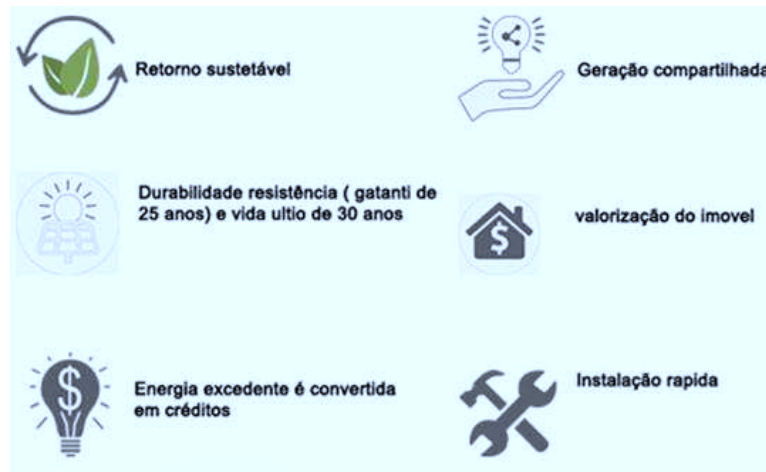 Retorno sustetável
Geração compartilhada
Durabilidade resistência ( gatanti de
25 anos) e vida ultio de 30 anos
valorização do imovel
Energia excedente é convertida
em créditos
Instalação rapida